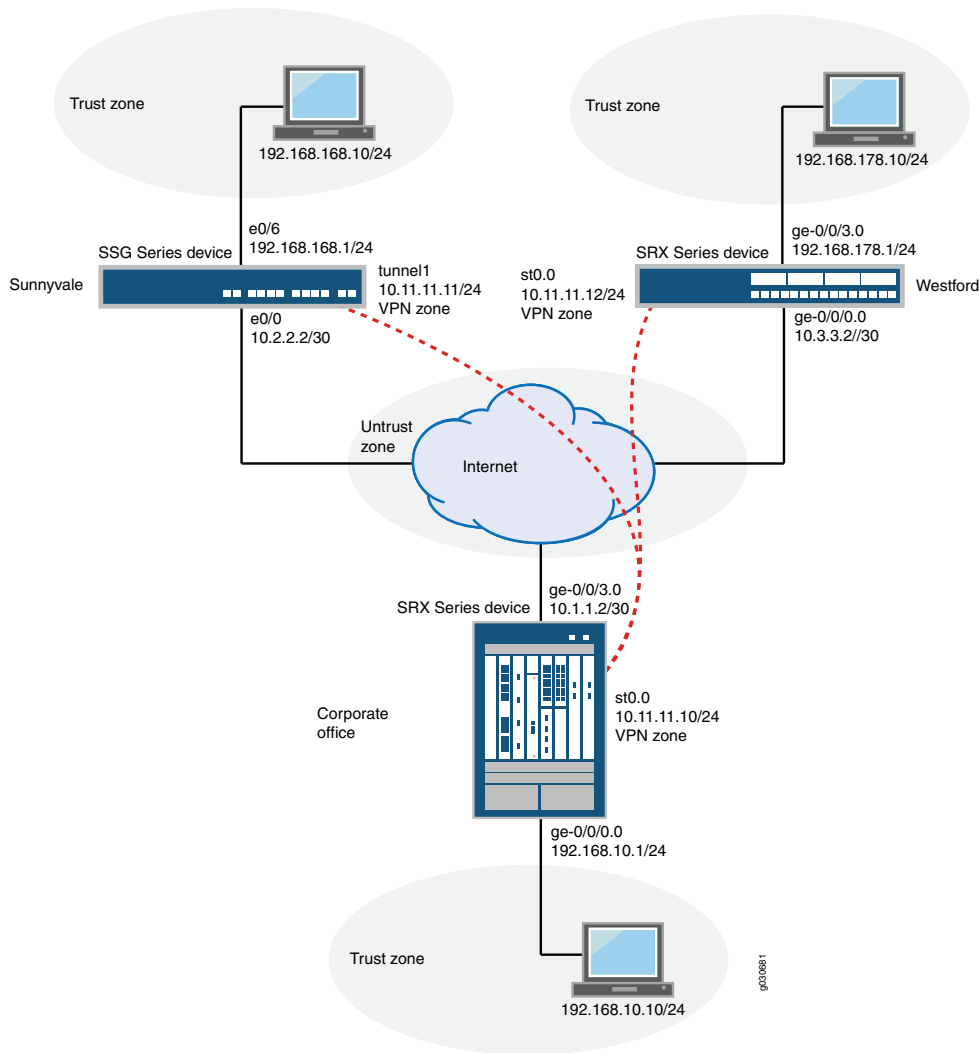 Trust zone
192.168.168.10/24
Trust zone
192.168.178.10/24
e0/6
192.168.168.1/24
SSG Series device
Sunnyvale
tunnel1
10.11.11.11/24
VPN zone
e0/0
10.2.2.2/30
ge-0/0/3.0
192.168.178.1/24
SRX Series device
Westford
st0.0
10.11.11.12/24
VPN zone
ge-0/0/0.0
10.3.3.2//30
Untrust
zone
Internet
ge-0/0/3.0
10.1.1.2/30
SRX Series device
Corporate
office
st0.0
10.11.11.10/24
VPN zone
ge-0/0/0.0
192.168.10.1/24
Trust zone
192.168.10.10/24
g030681